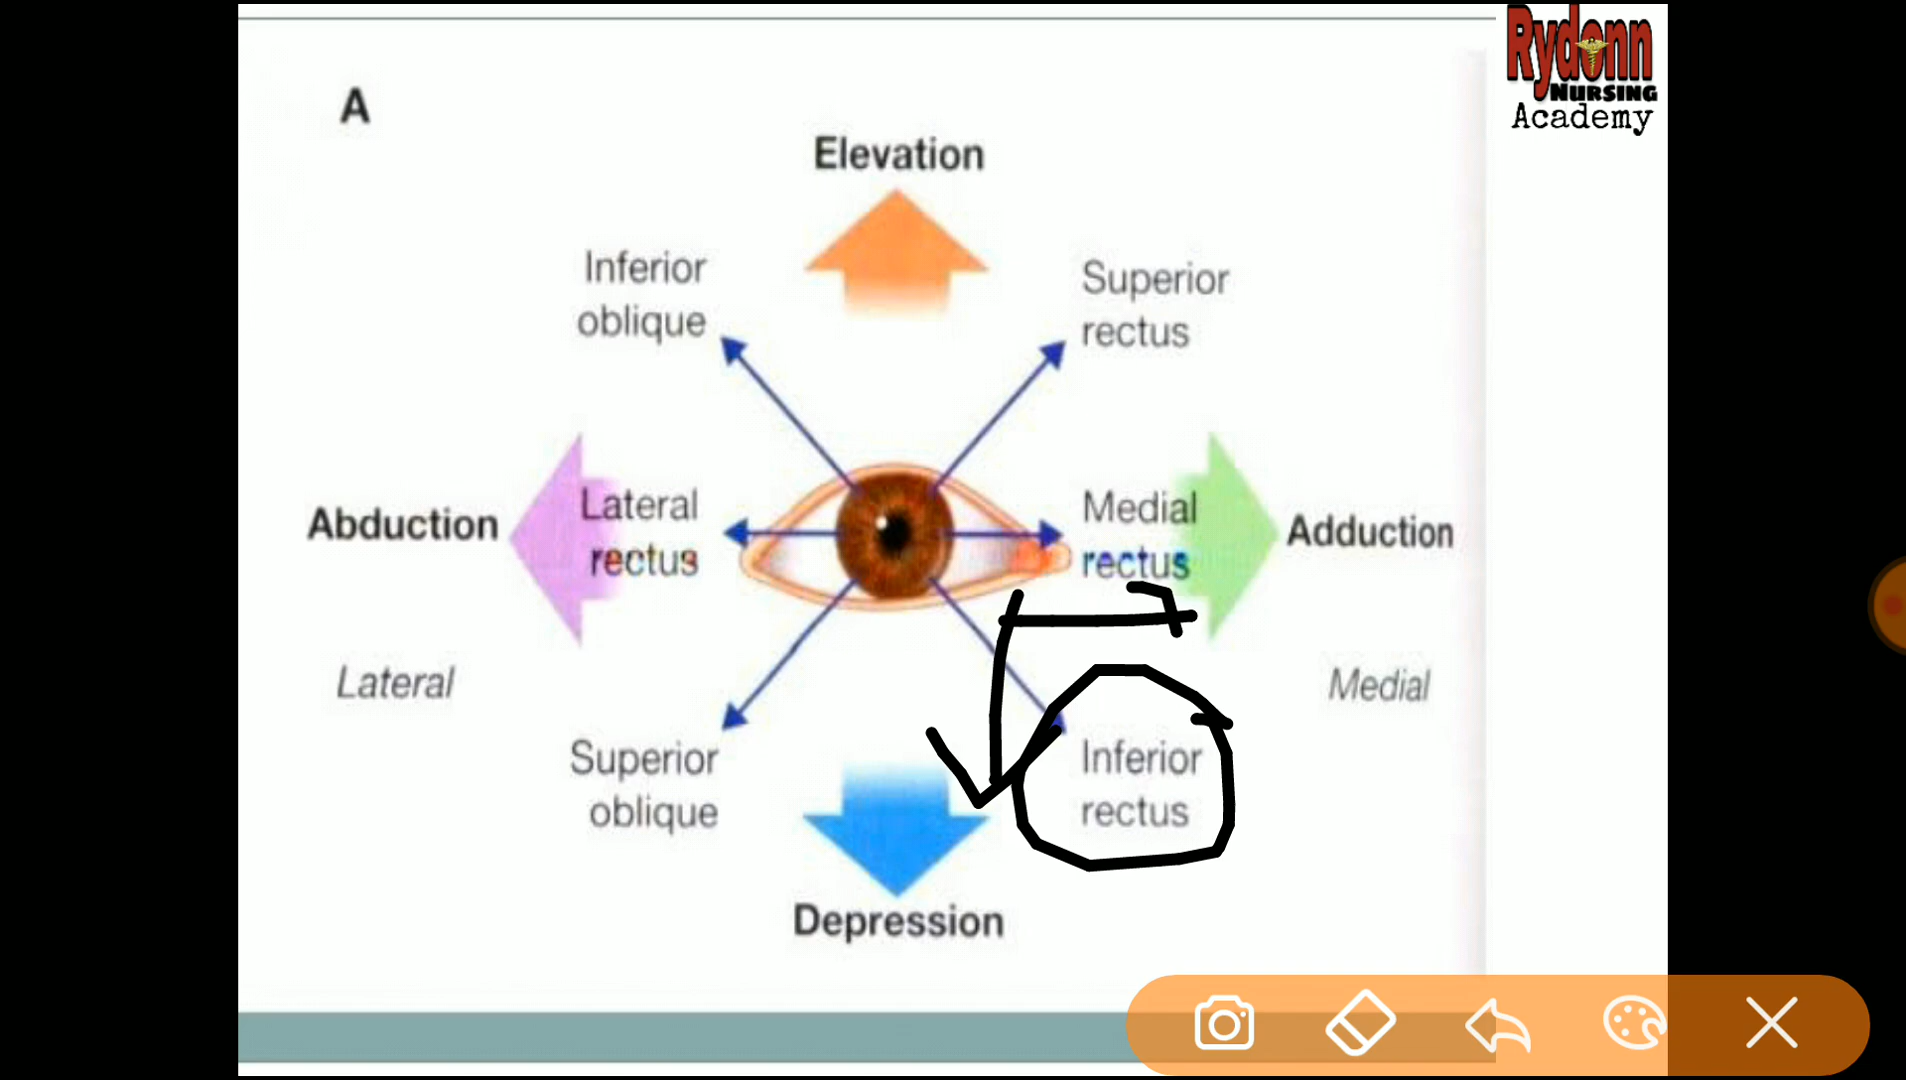 Rydonn
NURSING
Academy
A
Elevation
Inferior
oblique
Superior
rectus
Abduction
Lateral
rectus
Medial
rectus
Adduction
Lateral
Medial
Superior
oblique
Inferior
rectus
Depression